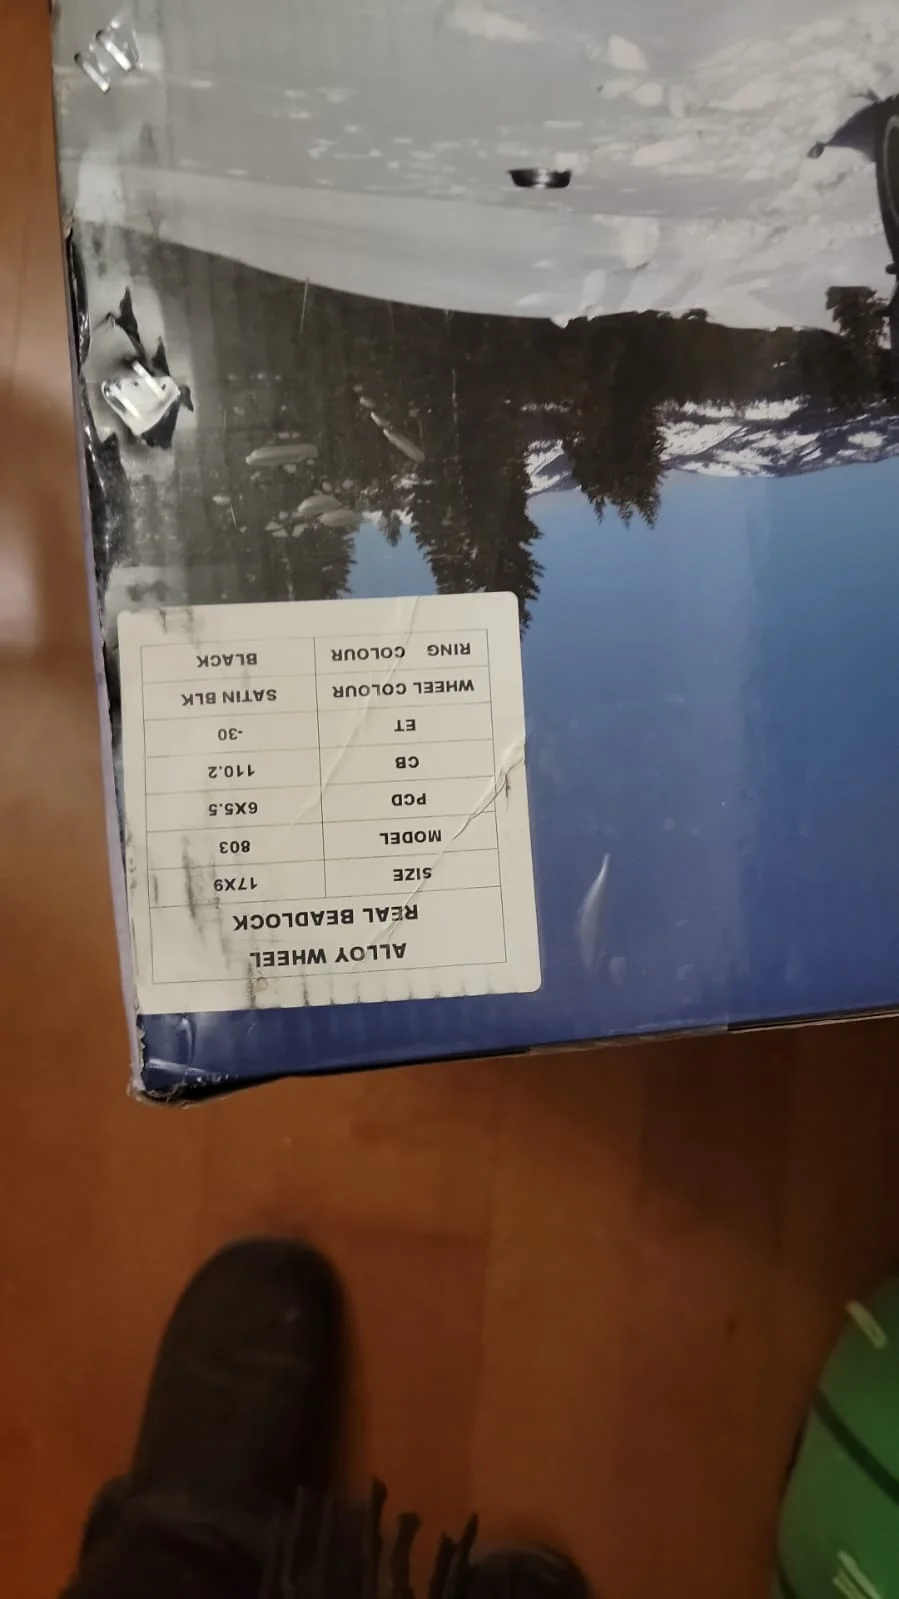 ALLOY WHEEL
REAL BEADLOCK
SIZE 17X9
MODEL 803
PCD 6X5.5
CB 110.2
ET -30
WHEEL COLOUR SATIN BLK
RING COLOUR BLACK